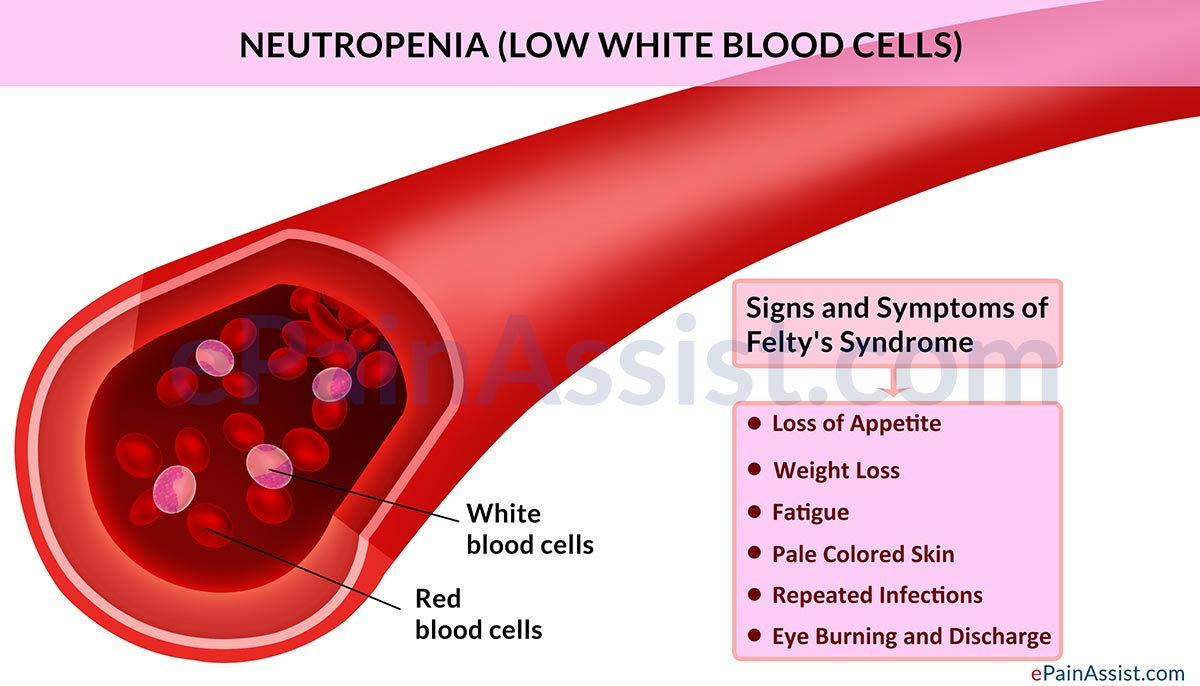 NEUTROPENIA (LOW WHITE BLOOD CELLS)
ePainAssist.com
Signs and Symptoms of
Felty's Syndrome
Loss of Appetite
Weight Loss
Fatigue
Pale Colored Skin
Repeated Infections
Eye Burning and Discharge
White
blood cells
Red
blood cells
ePainAssist.com